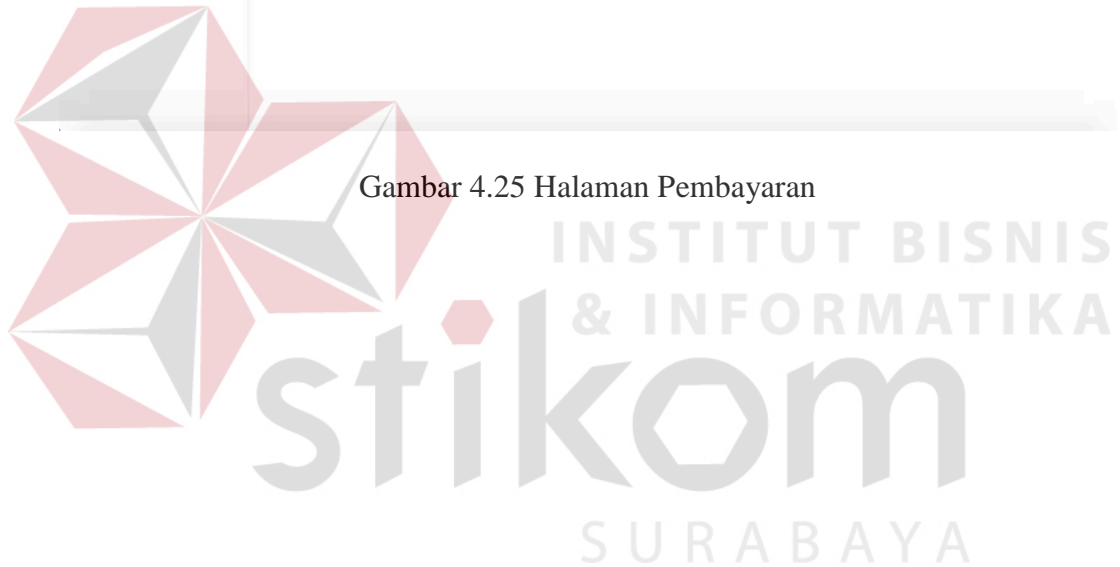 Gambar 4.25 Halaman Pembayaran
INSTITUT BISNIS
& INFORMATIKA
stikom
SURABAYA